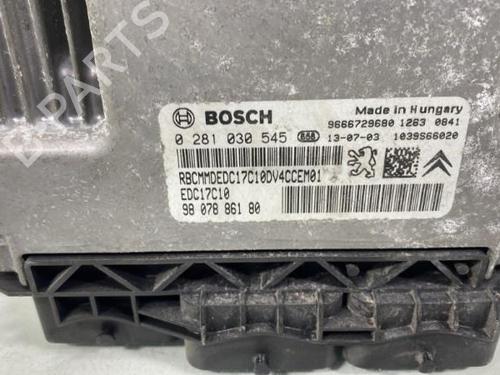 BOSCH
Made in Hungary
9666729680 1263 0841
0 281 030 545
13-07-03 1039S66020
RBCMMDEDC17C10DV4CCEM01
EDC17C10
98 078 861 80